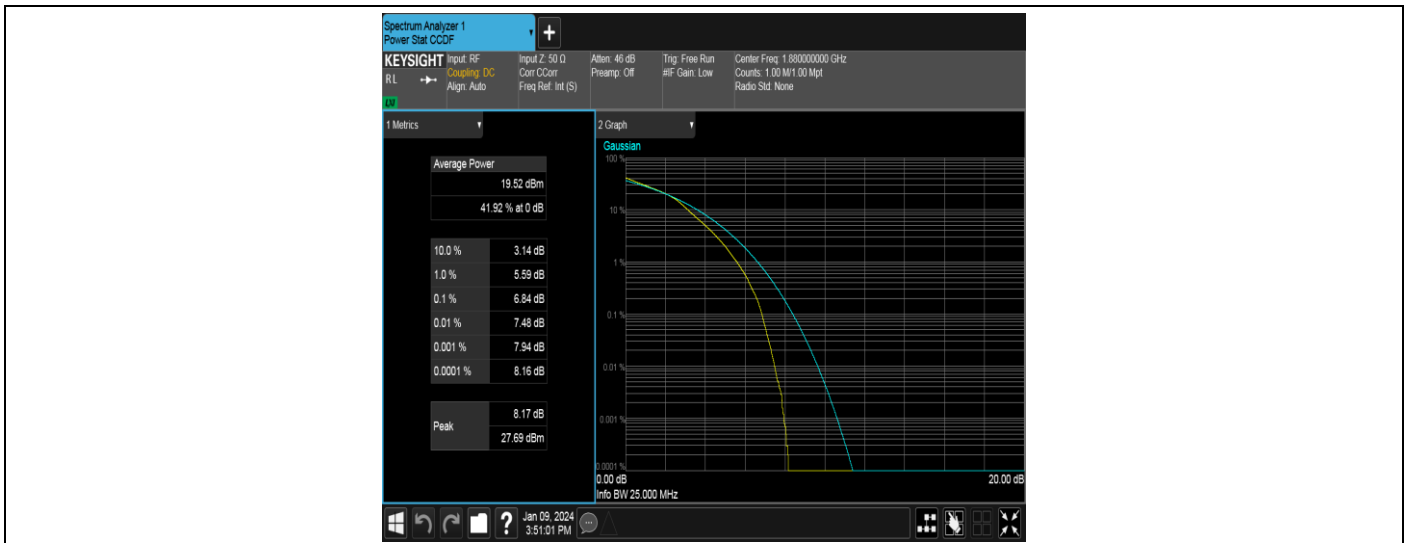 Spectrum Analyzer 1
Power Stat CCDF
+
KEYSIGHT
RL
LXI
Input: RF
Coupling: DC
Align: Auto
Input Z: 50 Ω
Corr CCorr
Freq Ref: Int (S)
Atten: 46 dB
Preamp: Off
Trig: Free Run
#IF Gain: Low
Center Freq: 1.880000000 GHz
Counts: 1.00 M/1.00 Mpt
Radio Std: None
1 Metrics
Average Power
19.52 dBm
41.92 % at 0 dB
10.0 % 3.14 dB
1.0 % 5.59 dB
0.1 % 6.84 dB
0.01 % 7.48 dB
0.001 % 7.94 dB
0.0001 % 8.16 dB
Peak
8.17 dB
27.69 dBm
2 Graph
Gaussian
100 %
10 %
1 %
0.1 %
0.01 %
0.001 %
0.0001 %
0.00 dB 20.00 dB
Info BW 25.000 MHz
?
Jan 09, 2024
3:51:01 PM